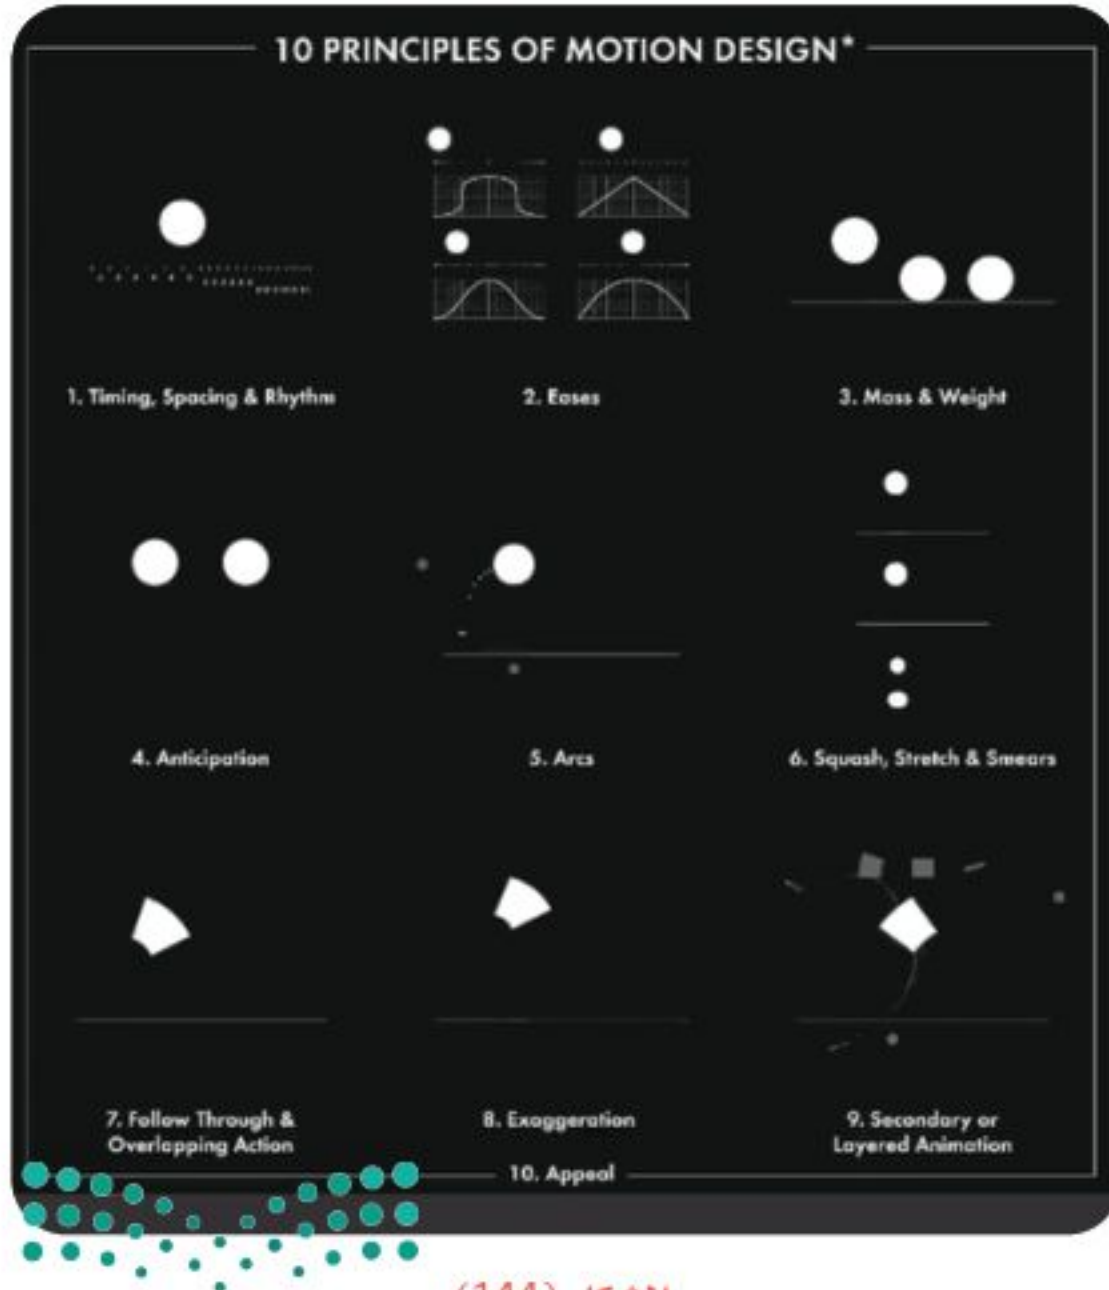 10 PRINCIPLES OF MOTION DESIGN*
1. Timing, Spacing & Rhythm
2. Eases
3. Mass & Weight
4. Anticipation
5. Arcs
6. Squash, Stretch & Smears
7. Follow Through &
Overlapping Action
8. Exaggeration
9. Secondary or
Layered Animation
10. Appeal